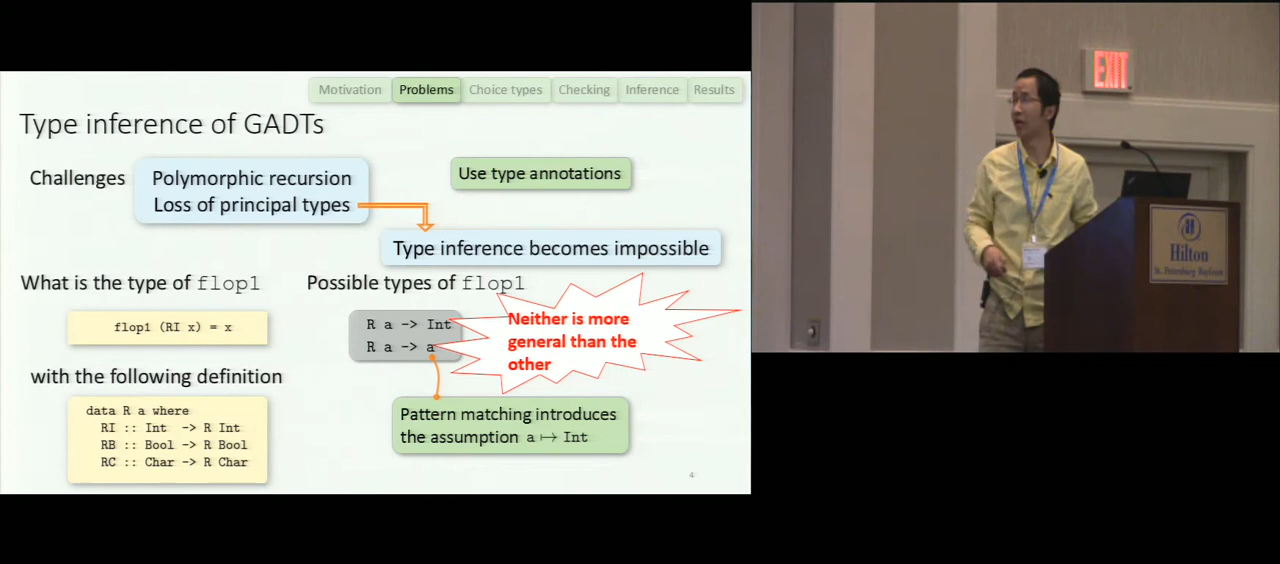 Motivation Problems Choice types Checking Inference Results
Type inference of GADTs
Challenges
Polymorphic recursion
Loss of principal types
Use type annotations
Type inference becomes impossible
What is the type of flop1
flop1 (RI x) = x
with the following definition
data R a where
RI :: Int -> R Int
RB :: Bool -> R Bool
RC :: Char -> R Char
Possible types of flop1
R a -> Int
R a -> a
Neither is more
general than the
other
Pattern matching introduces
the assumption a ↦ Int
4
EXIT
Hilton
St. Petersburg Bayfront